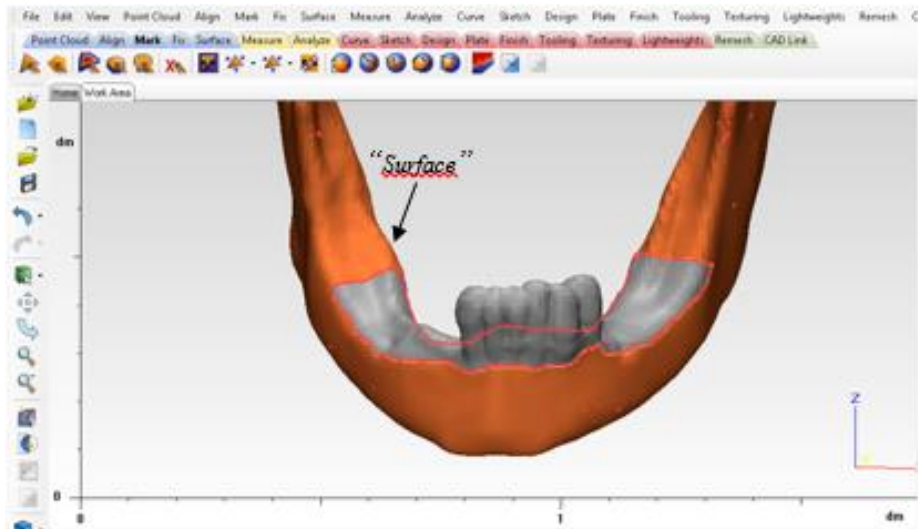 File Edit View Point Cloud Align Mark Fix Surface Measure Analyze Curve Sketch Design Plate Finish Tooling Texturing Lightweights Remesh
Point Cloud Align Mark Fix Surface Measure Analyze Curve Sketch Design Plate Finish Tooling Texturing Lightweights Remesh CAD Link
Home Work Area
dm
“Surface”
Z
0
0 1 dm